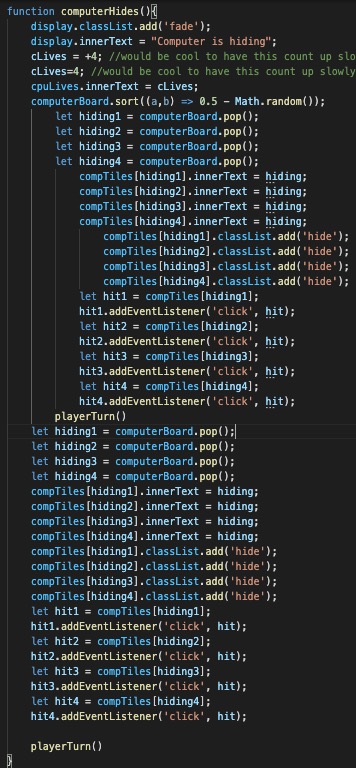 function computerHides(){
display.classList.add('fade');
display.innerText = "Computer is hiding";
cLives = +4; //would be cool to have this count up slo
cLives=4; //would be cool to have this count up slowly
cpuLives.innerText = cLives;
computerBoard.sort((a,b) => 0.5 - Math.random());
let hiding1 = computerBoard.pop();
let hiding2 = computerBoard.pop();
let hiding3 = computerBoard.pop();
let hiding4 = computerBoard.pop();
compTiles[hiding1].innerText = hiding;
compTiles[hiding2].innerText = hiding;
compTiles[hiding3].innerText = hiding;
compTiles[hiding4].innerText = hiding;
compTiles[hiding1].classList.add('hide');
compTiles[hiding2].classList.add('hide');
compTiles[hiding3].classList.add('hide');
compTiles[hiding4].classList.add('hide');
let hit1 = compTiles[hiding1];
hit1.addEventListener('click', hit);
let hit2 = compTiles[hiding2];
hit2.addEventListener('click', hit);
let hit3 = compTiles[hiding3];
hit3.addEventListener('click', hit);
let hit4 = compTiles[hiding4];
hit4.addEventListener('click', hit);
playerTurn()
let hiding1 = computerBoard.pop();
let hiding2 = computerBoard.pop();
let hiding3 = computerBoard.pop();
let hiding4 = computerBoard.pop();
compTiles[hiding1].innerText = hiding;
compTiles[hiding2].innerText = hiding;
compTiles[hiding3].innerText = hiding;
compTiles[hiding4].innerText = hiding;
compTiles[hiding1].classList.add('hide');
compTiles[hiding2].classList.add('hide');
compTiles[hiding3].classList.add('hide');
compTiles[hiding4].classList.add('hide');
let hit1 = compTiles[hiding1];
hit1.addEventListener('click', hit);
let hit2 = compTiles[hiding2];
hit2.addEventListener('click', hit);
let hit3 = compTiles[hiding3];
hit3.addEventListener('click', hit);
let hit4 = compTiles[hiding4];
hit4.addEventListener('click', hit);
playerTurn()
}